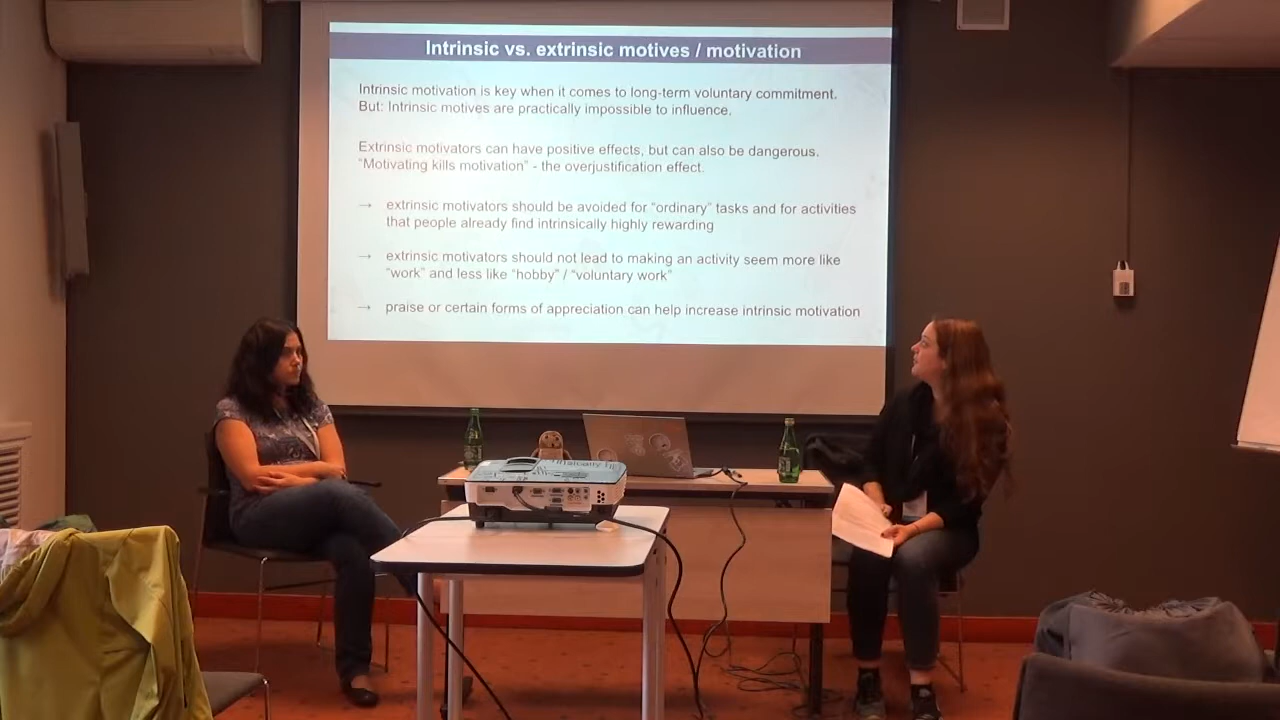 Intrinsic vs. extrinsic motives / motivation
Intrinsic motivation is key when it comes to long-term voluntary commitment.
But: Intrinsic motives are practically impossible to influence.
Extrinsic motivators can have positive effects, but can also be dangerous.
“Motivating kills motivation” - the overjustification effect.
→ extrinsic motivators should be avoided for “ordinary” tasks and for activities
that people already find intrinsically highly rewarding
→ extrinsic motivators should not lead to making an activity seem more like
“work” and less like “hobby” / “voluntary work”
→ praise or certain forms of appreciation can help increase intrinsic motivation